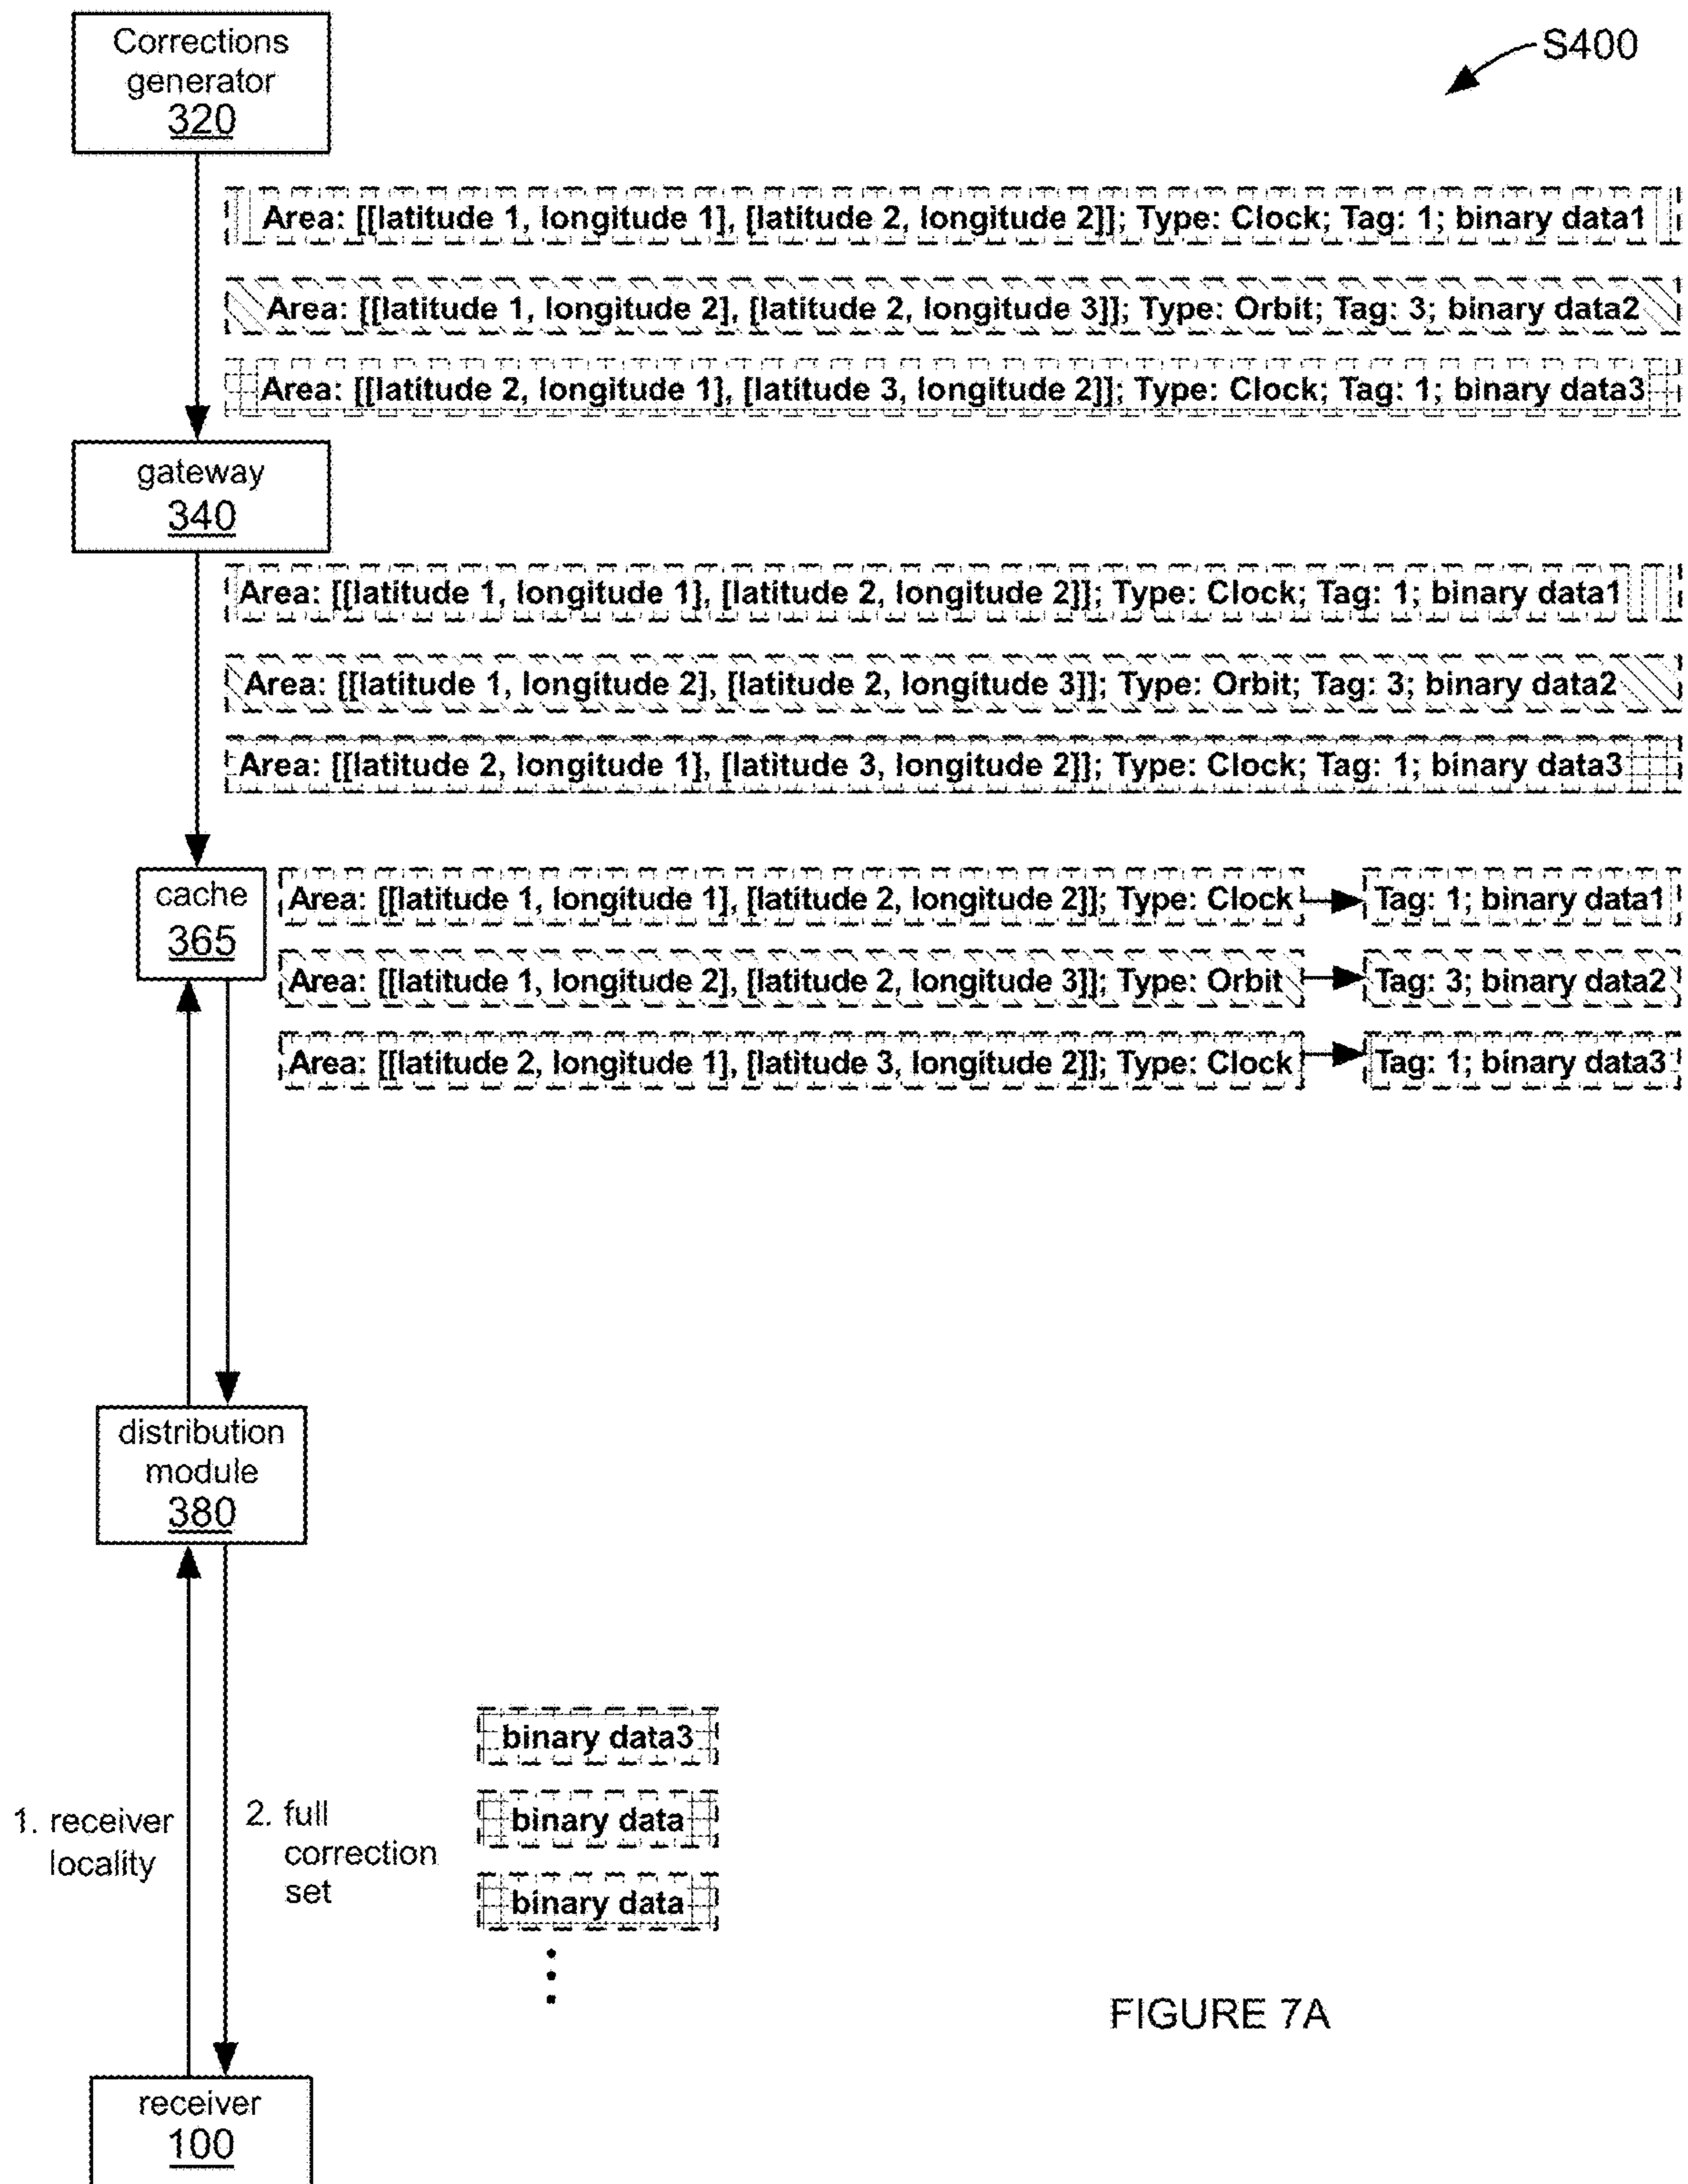 Corrections
generator
320
S400
Area: [[latitude 1, longitude 1], [latitude 2, longitude 2]]; Type: Clock; Tag: 1; binary data1
Area: [[latitude 1, longitude 2], [latitude 2, longitude 3]]; Type: Orbit; Tag: 3; binary data2
Area: [[latitude 2, longitude 1], [latitude 3, longitude 2]]; Type: Clock; Tag: 1; binary data3
gateway
340
Area: [[latitude 1, longitude 1], [latitude 2, longitude 2]]; Type: Clock; Tag: 1; binary data1
Area: [[latitude 1, longitude 2], [latitude 2, longitude 3]]; Type: Orbit; Tag: 3; binary data2
Area: [[latitude 2, longitude 1], [latitude 3, longitude 2]]; Type: Clock; Tag: 1; binary data3
cache
365
Area: [[latitude 1, longitude 1], [latitude 2, longitude 2]]; Type: Clock
Tag: 1; binary data1
Area: [[latitude 1, longitude 2], [latitude 2, longitude 3]]; Type: Orbit
Tag: 3; binary data2
Area: [[latitude 2, longitude 1], [latitude 3, longitude 2]]; Type: Clock
Tag: 1; binary data3
distribution
module
380
1. receiver
locality
2. full
correction
set
binary data3
binary data
binary data
FIGURE 7A
receiver
100